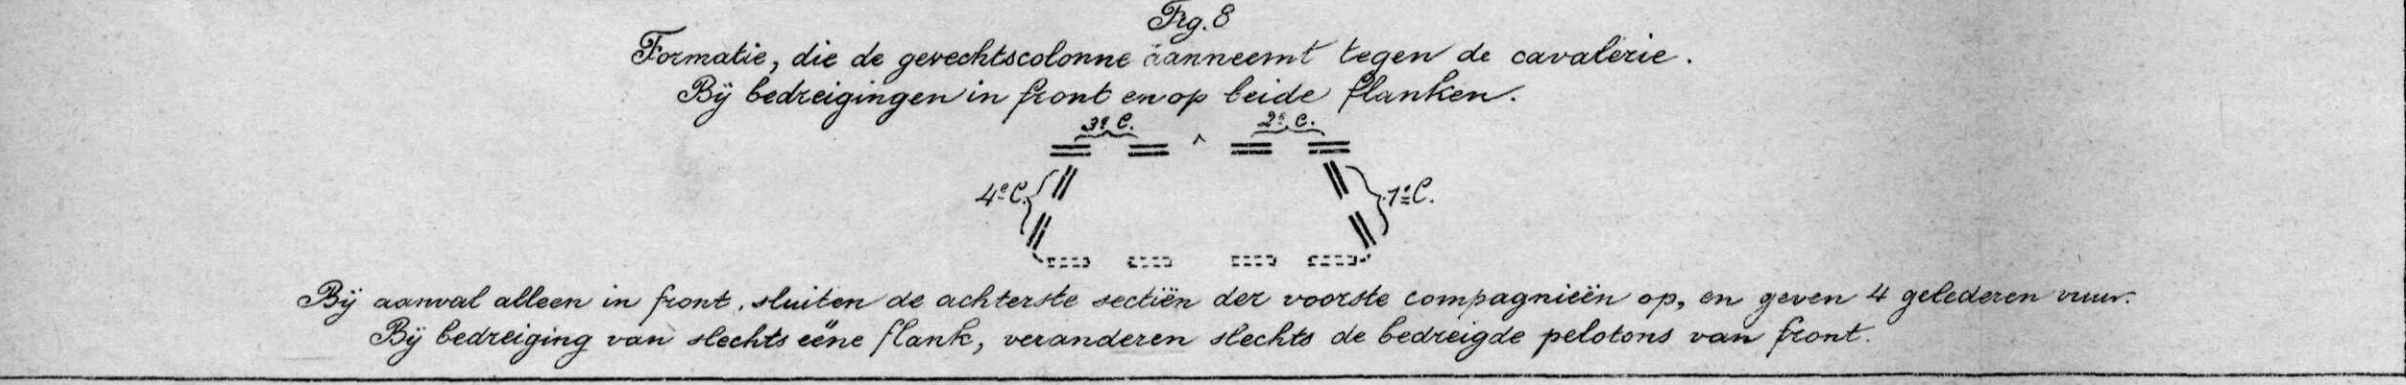 Fig. 8
Formatie, die de gevechtscolonne aanneemt tegen de cavalerie.
Bij bedreigingen in front en op beide flanken.
3e C. 2e C.
4e C. 1e C.
Bij aanval alleen in front, sluiten de achterste sectiën der voorste compagnieën op, en geven 4 gelederen vuur.
Bij bedreiging van slechts eéne flank, veranderen slechts de bedreigde pelotons van front.